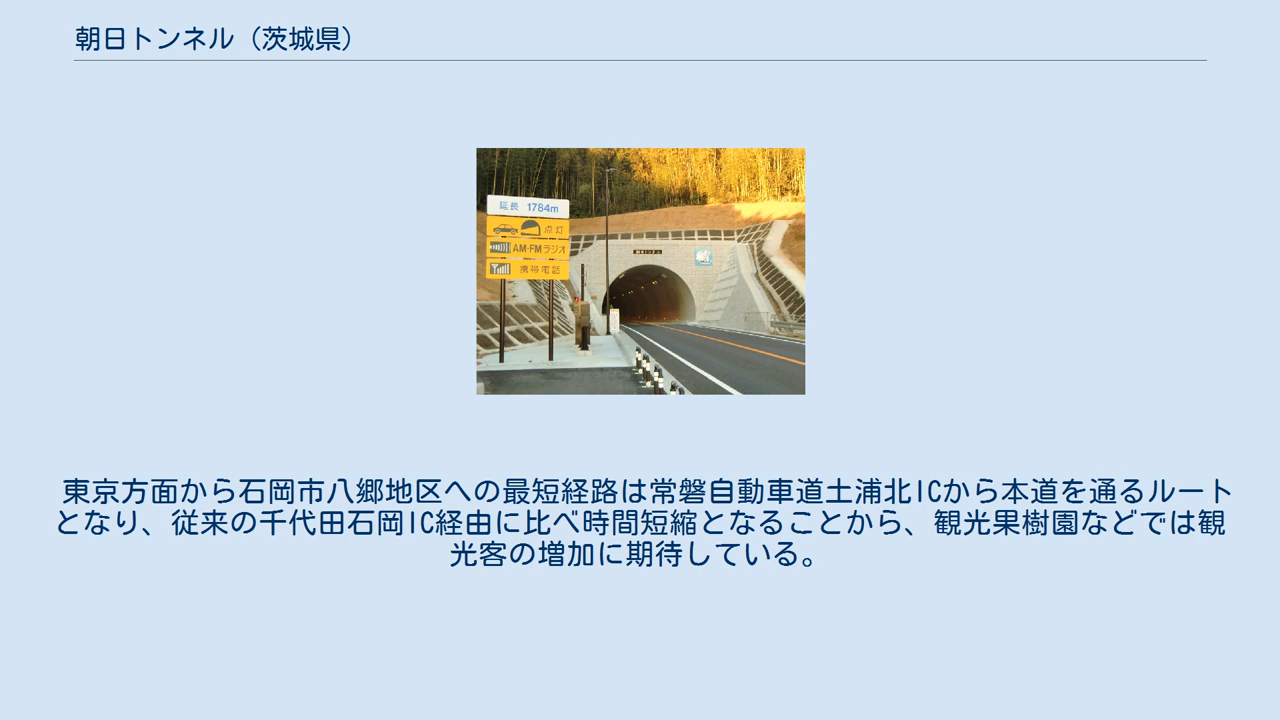 朝日トンネル（茨城県）
延長 1784m
点灯
AM・FMラジオ
携帯電話
東京方面から石岡市八郷地区への最短経路は常磐自動車道土浦北ICから本道を通るルート
となり、従来の千代田石岡IC経由に比べ時間短縮となることから、観光果樹園などでは観
光客の増加に期待している。